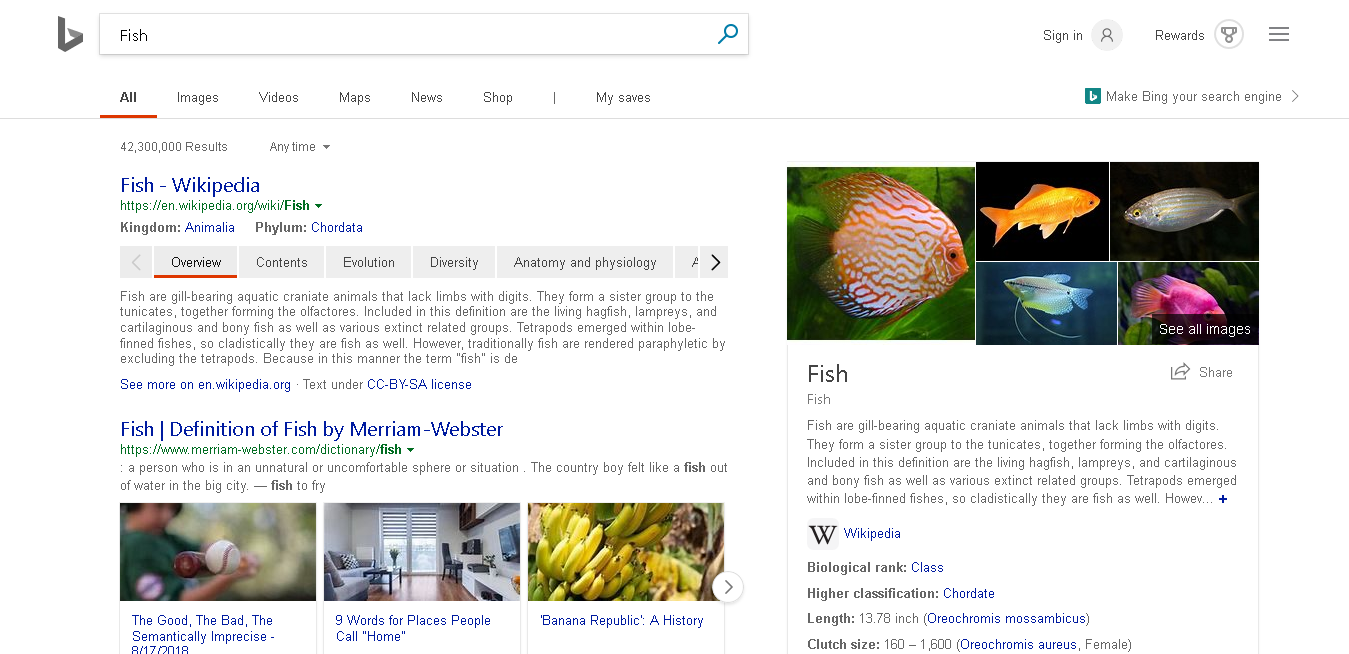 Fish
Sign in
Rewards
All
Images
Videos
Maps
News
Shop
|
My saves
Make Bing your search engine
42,300,000 Results
Any time
Fish - Wikipedia
https://en.wikipedia.org/wiki/Fish
Kingdom: Animalia Phylum: Chordata
Overview
Contents
Evolution
Diversity
Anatomy and physiology
Fish are gill-bearing aquatic craniate animals that lack limbs with digits. They form a sister group to the
tunicates, together forming the olfactores. Included in this definition are the living hagfish, lampreys, and
cartilaginous and bony fish as well as various extinct related groups. Tetrapods emerged within lobe-
finned fishes, so cladistically they are fish as well. However, traditionally fish are rendered paraphyletic by
excluding the tetrapods. Because in this manner the term "fish" is de
See more on en.wikipedia.org · Text under CC-BY-SA license
Fish | Definition of Fish by Merriam-Webster
https://www.merriam-webster.com/dictionary/fish
: a person who is in an unnatural or uncomfortable sphere or situation . The country boy felt like a fish out
of water in the big city. — fish to fry
The Good, The Bad, The
Semantically Imprecise -
8/17/2018
9 Words for Places People
Call "Home"
'Banana Republic': A History
See all images
Fish
Share
Fish
Fish are gill-bearing aquatic craniate animals that lack limbs with digits.
They form a sister group to the tunicates, together forming the olfactores.
Included in this definition are the living hagfish, lampreys, and cartilaginous
and bony fish as well as various extinct related groups. Tetrapods emerged
within lobe-finned fishes, so cladistically they are fish as well. Howev... +
W Wikipedia
Biological rank: Class
Higher classification: Chordate
Length: 13.78 inch (Oreochromis mossambicus)
Clutch size: 160 – 1,600 (Oreochromis aureus, Female)